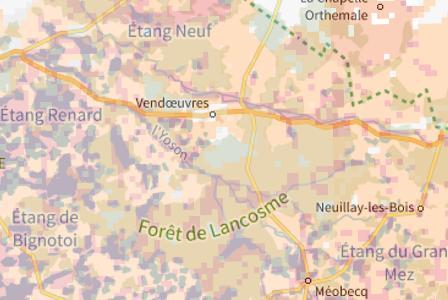 La Chapelle
Orthemale
Étang Neuf
Vendœuvres
Étang Renard
l'Yoson
E
Neuillay-les-Bois
Forêt de Lancosme
Étang de
Bignotoi
Étang du Gran
Mez
Méobecq